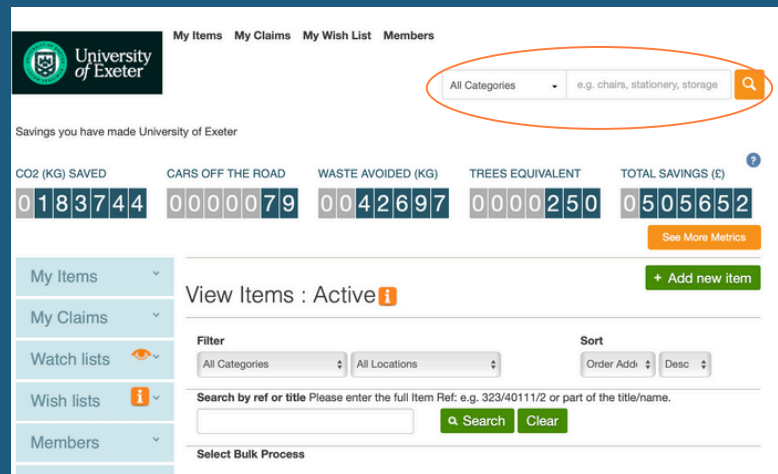 My Items My Claims My Wish List Members
University
of Exeter
All Categories e.g. chairs, stationery, storage
Savings you have made University of Exeter
CO2 (KG) SAVED CARS OFF THE ROAD WASTE AVOIDED (KG) TREES EQUIVALENT TOTAL SAVINGS (£) ?
0183744 0000079 0042697 0000250 0505652
See More Metrics
My Items
My Claims
Watch lists
Wish lists i
Members
+ Add new item
View Items : Active i
Filter Sort
All Categories All Locations Order Add Desc
Search by ref or title Please enter the full Item Ref: e.g. 323/40111/2 or part of the title/name.
Search Clear
Select Bulk Process